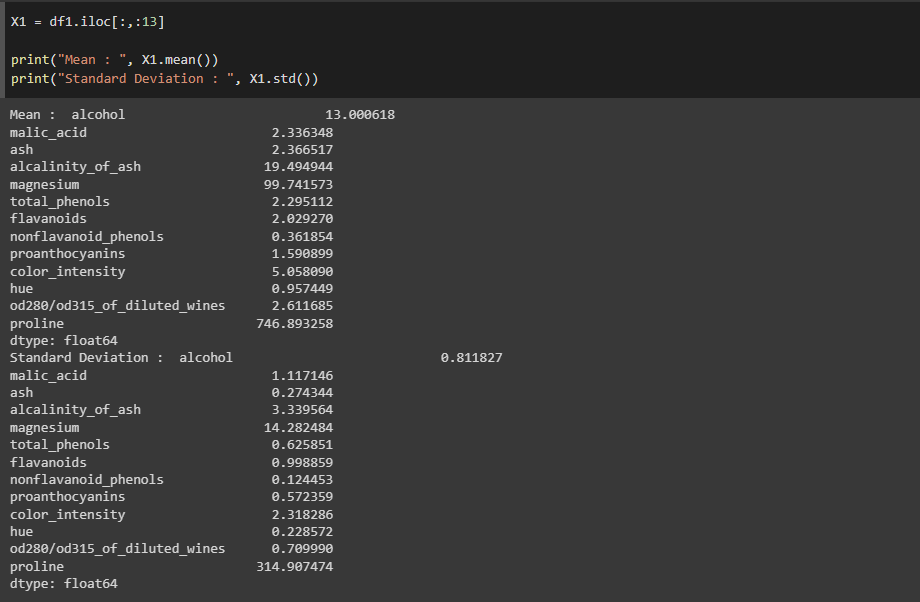 X1 = df1.iloc[:,:13]
print("Mean : ", X1.mean())
print("Standard Deviation : ", X1.std())
Mean :  alcohol                          13.000618
malic_acid                        2.336348
ash                               2.366517
alcalinity_of_ash                19.494944
magnesium                        99.741573
total_phenols                     2.295112
flavanoids                        2.029270
nonflavanoid_phenols              0.361854
proanthocyanins                   1.590899
color_intensity                   5.058090
hue                               0.957449
od280/od315_of_diluted_wines      2.611685
proline                         746.893258
dtype: float64
Standard Deviation :  alcohol                           0.811827
malic_acid                        1.117146
ash                               0.274344
alcalinity_of_ash                 3.339564
magnesium                        14.282484
total_phenols                     0.625851
flavanoids                        0.998859
nonflavanoid_phenols              0.124453
proanthocyanins                   0.572359
color_intensity                   2.318286
hue                               0.228572
od280/od315_of_diluted_wines      0.709990
proline                         314.907474
dtype: float64